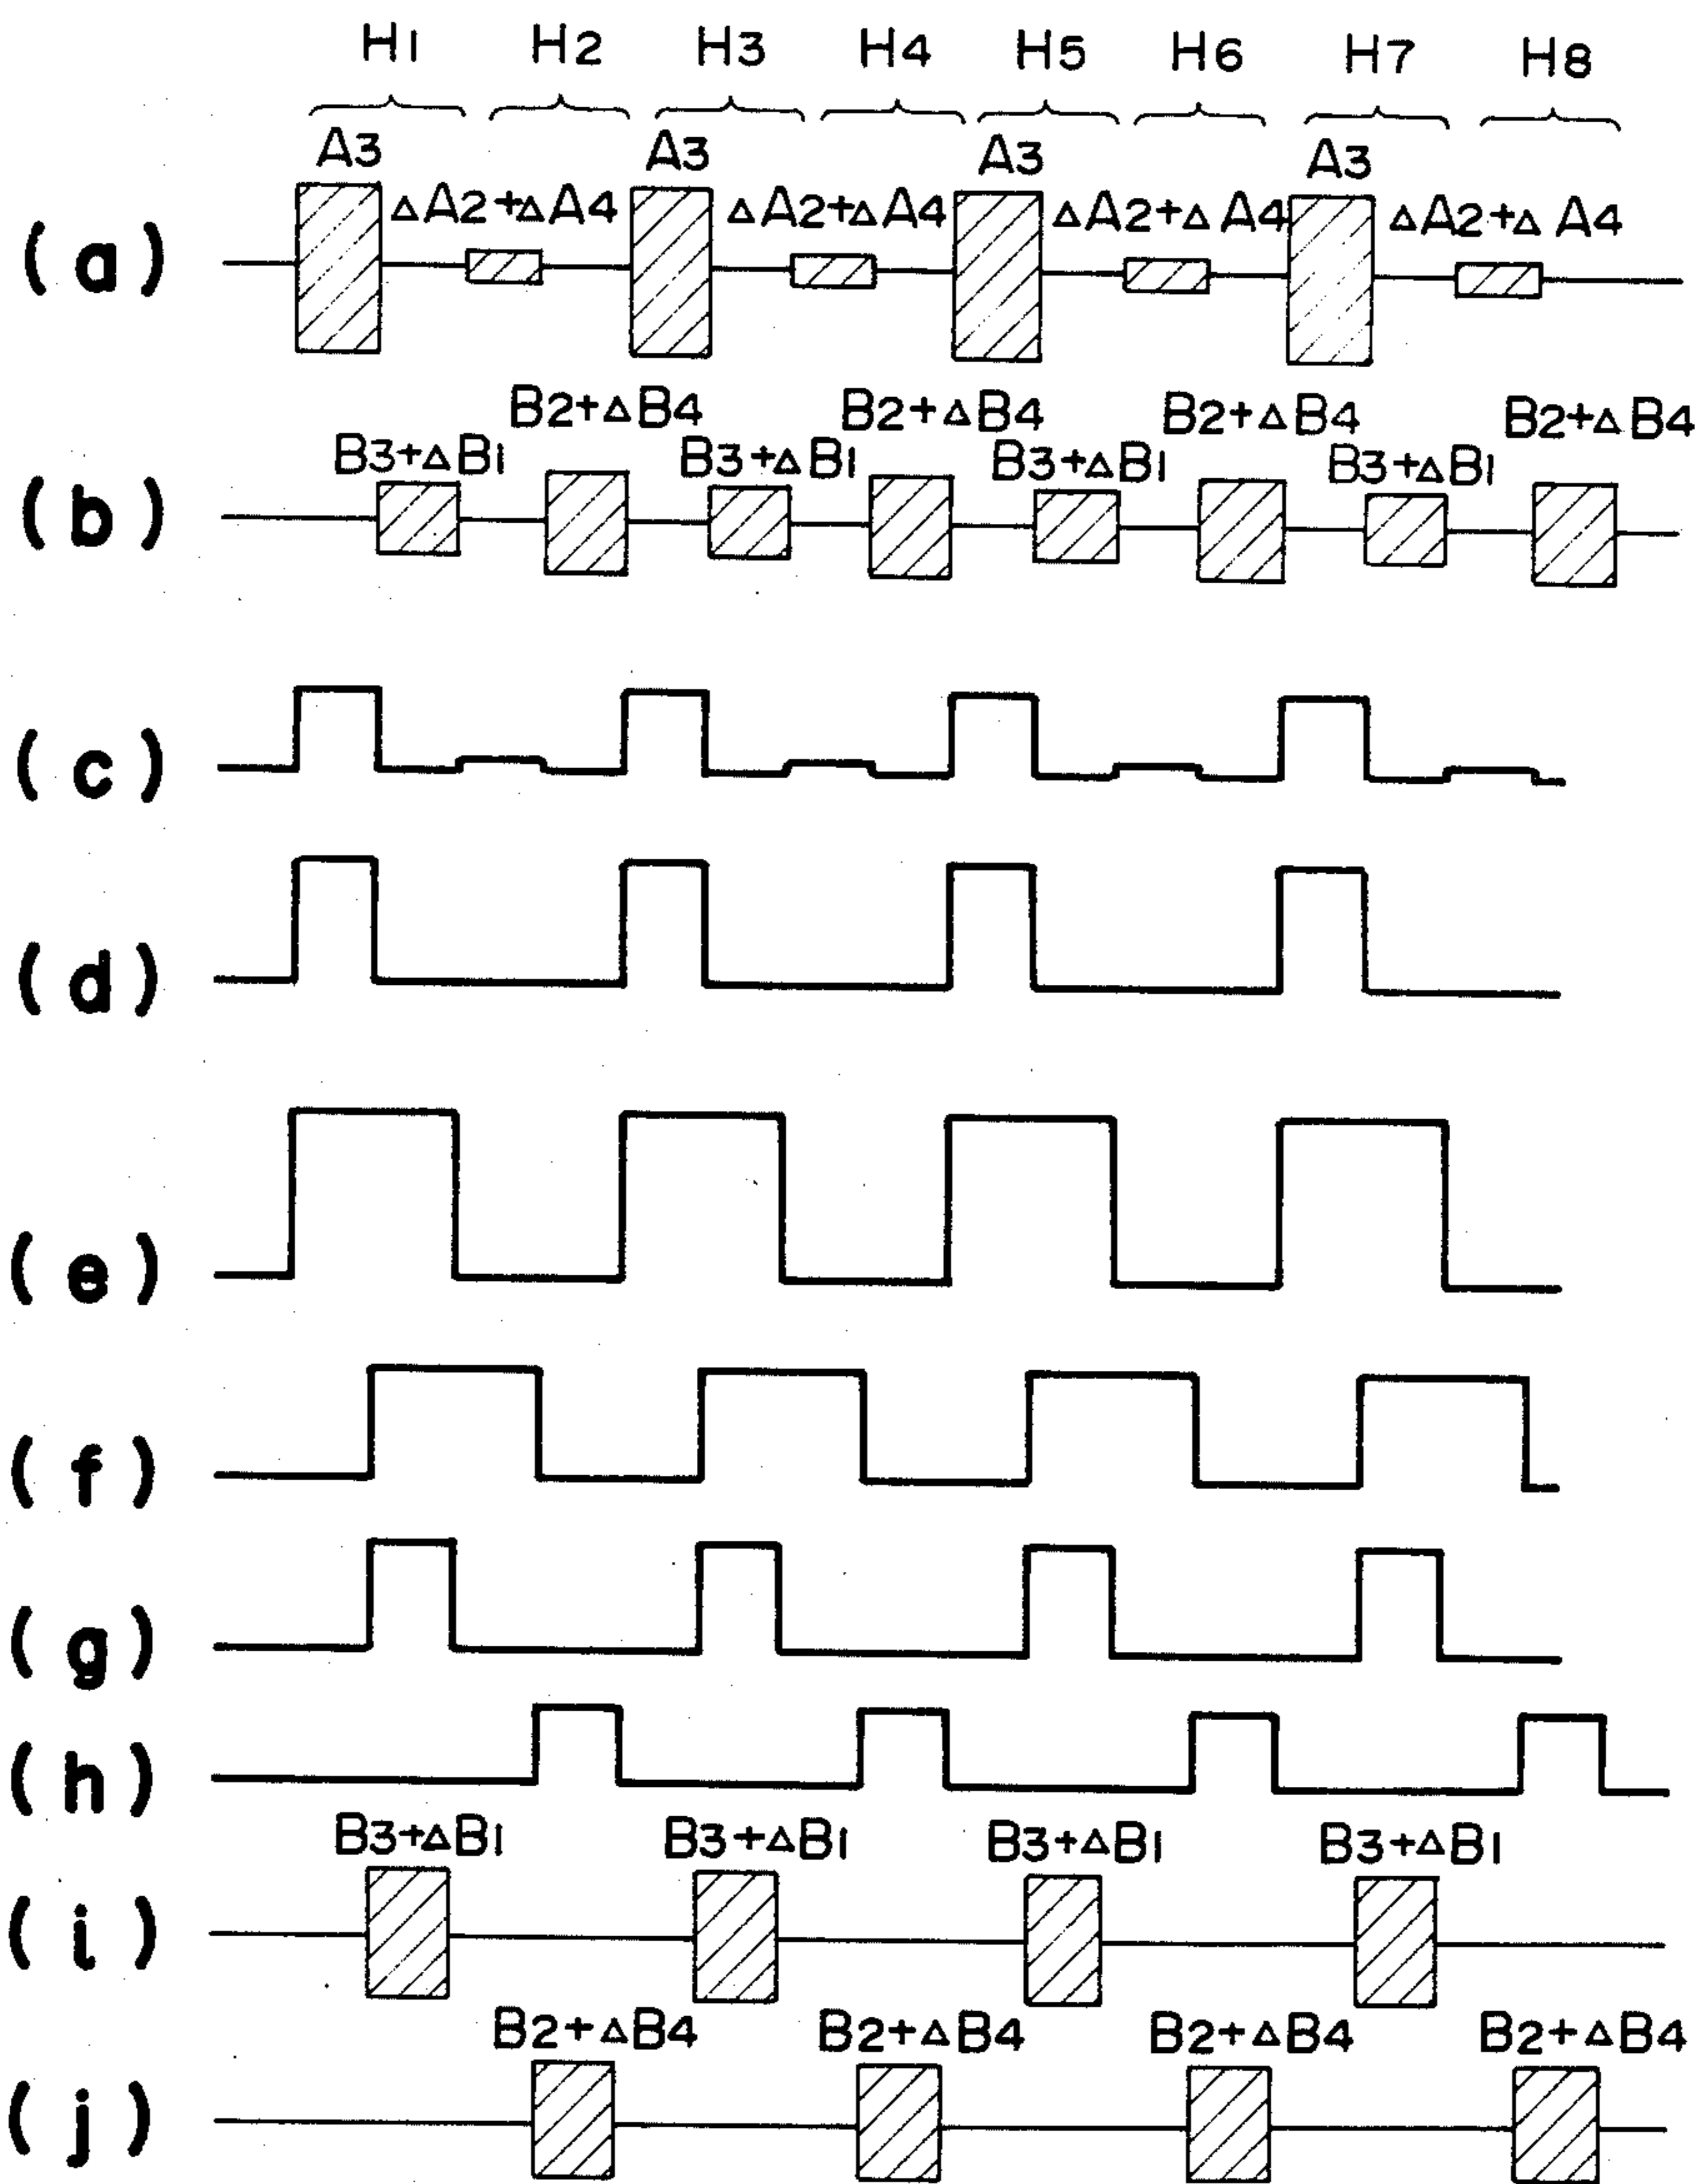 H1 H2 H3 H4 H5 H6 H7 H8
A3 A3 A3 A3
(a) ΔA2+ΔA4 ΔA2+ΔA4 ΔA2+ΔA4 ΔA2+ΔA4
B2+ΔB4 B2+ΔB4 B2+ΔB4 B2+ΔB4
B3+ΔB1 B3+ΔB1 B3+ΔB1 B3+ΔB1
(b)
(c)
(d)
(e)
(f)
(g)
(h)
B3+ΔB1 B3+ΔB1 B3+ΔB1 B3+ΔB1
(i)
B2+ΔB4 B2+ΔB4 B2+ΔB4 B2+ΔB4
(j)